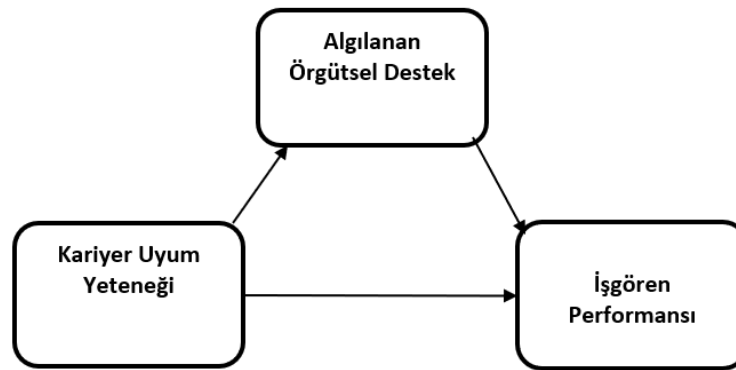 Algılanan
Örgütsel Destek
Kariyer Uyum
Yeteneği
İşgören
Performansı